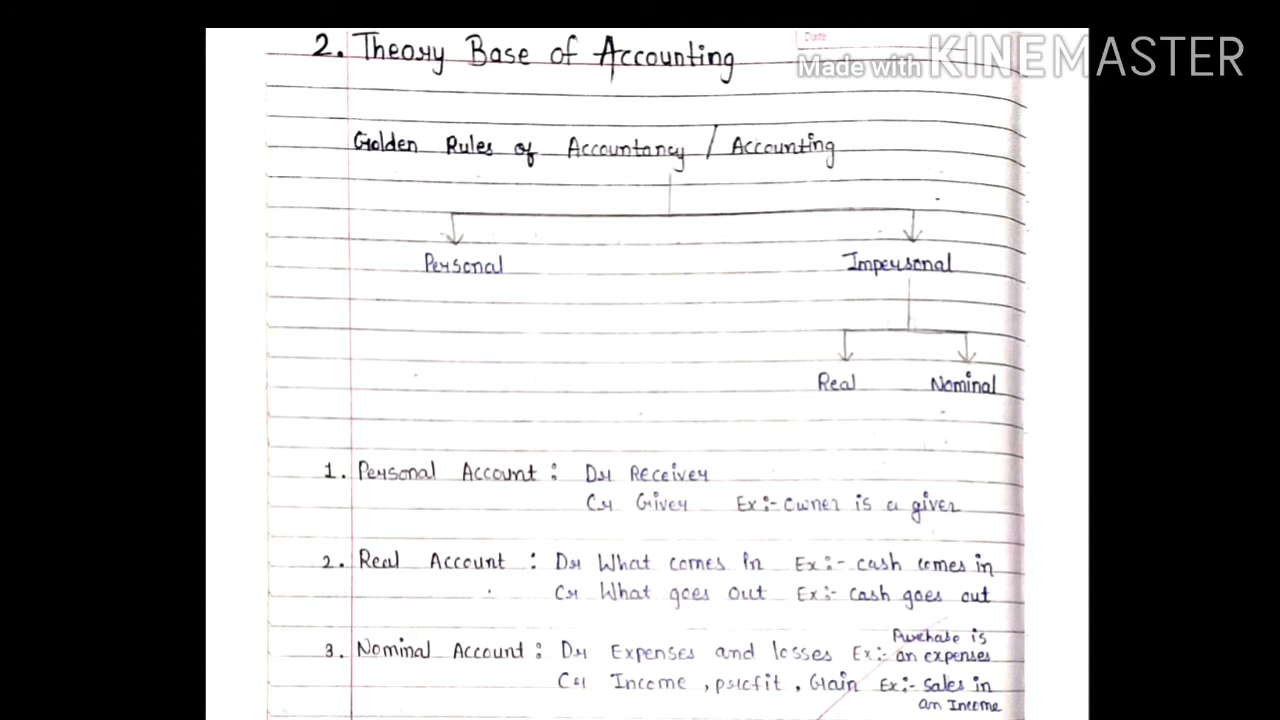 Date
Made with KINEMASTER
2. Theory Base of Accounting
Golden Rules of Accountancy / Accounting
Personal
Impersonal
Real
Nominal
1. Personal Account : Dr Receiver
Cr Giver Ex:- owner is a giver
2. Real Account : Dr What comes in Ex:- cash comes in
Cr What goes out Ex:- cash goes out
3. Nominal Account : Dr Expenses and losses Ex:- Purchase is
an expenses
Cr Income , profit , Gain Ex:- Sales in
an Income